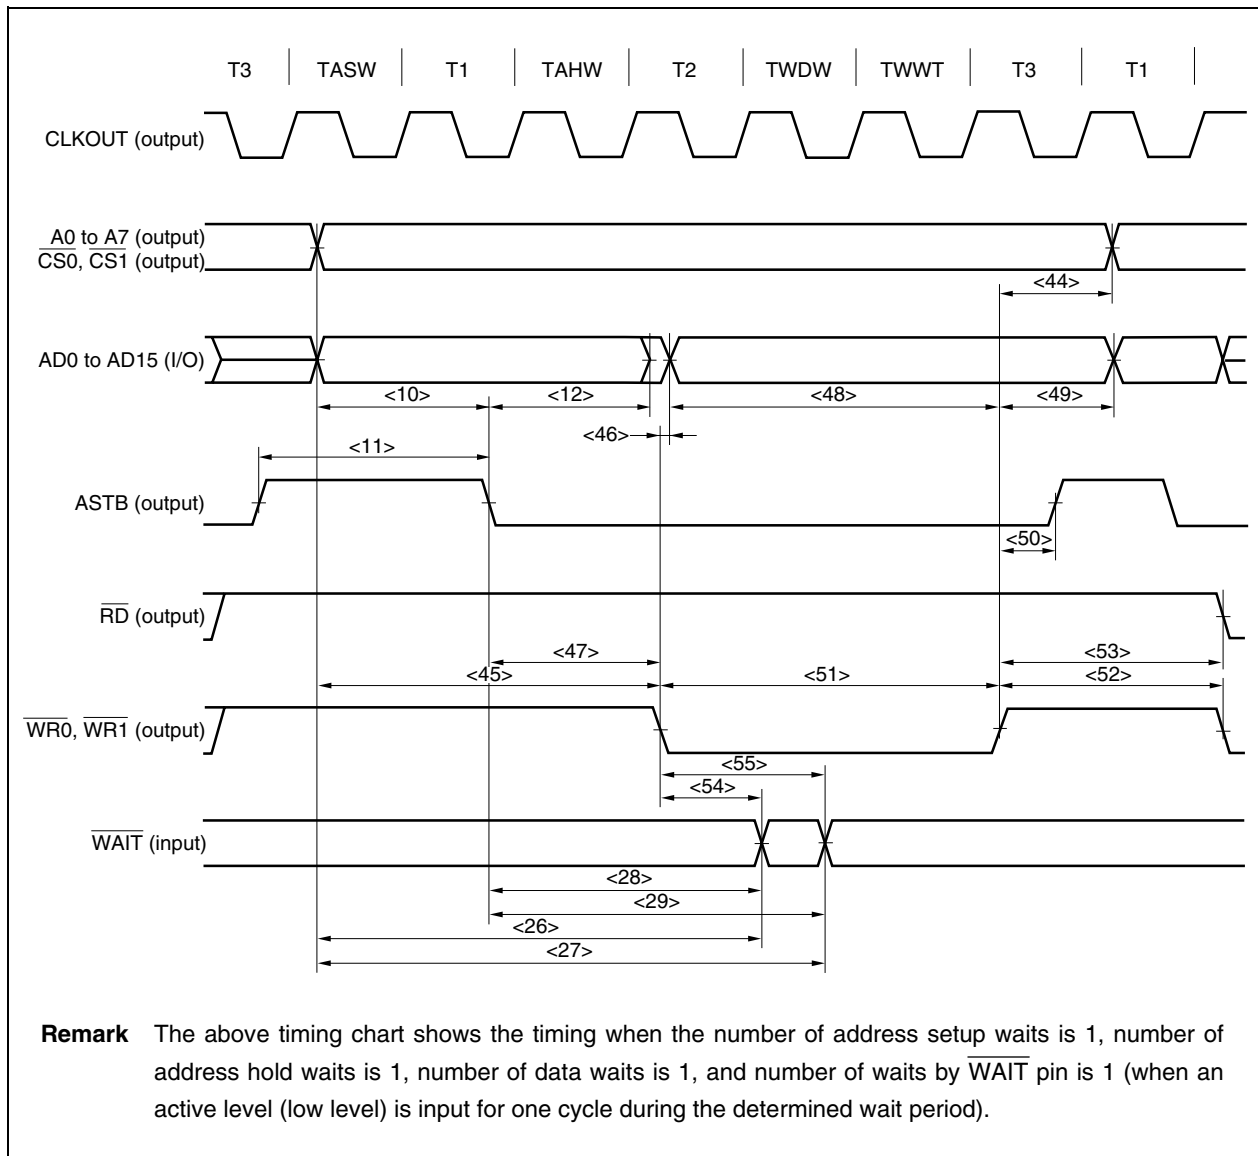 T3 TASW T1 TAHW T2 TWDW TWWT T3 T1
CLKOUT (output)
A0 to A7 (output)
CS0, CS1 (output)
<44>
AD0 to AD15 (I/O)
<10> <12> <48> <49>
<46>
<11>
ASTB (output)
<50>
RD (output)
<47> <53>
<45> <51> <52>
WR0, WR1 (output)
<55>
<54>
WAIT (input)
<28>
<29>
<26>
<27>
Remark The above timing chart shows the timing when the number of address setup waits is 1, number of
address hold waits is 1, number of data waits is 1, and number of waits by WAIT pin is 1 (when an
active level (low level) is input for one cycle during the determined wait period).